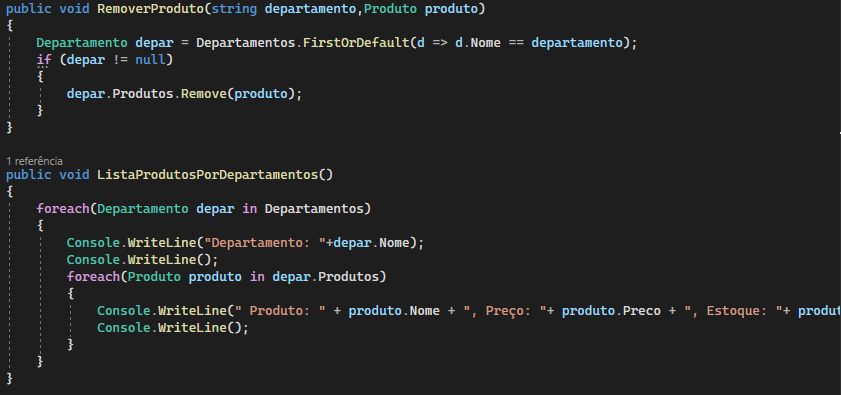 public void RemoverProduto(string departamento,Produto produto)
{
Departamento depar = Departamentos.FirstOrDefault(d => d.Nome == departamento);
if (depar != null)
{
depar.Produtos.Remove(produto);
}
}
1 referência
public void ListaProdutosPorDepartamentos()
{
foreach(Departamento depar in Departamentos)
{
Console.WriteLine("Departamento: "+depar.Nome);
Console.WriteLine();
foreach(Produto produto in depar.Produtos)
{
Console.WriteLine(" Produto: " + produto.Nome + ", Preço: "+ produto.Preco + ", Estoque: "+ produt
Console.WriteLine();
}
}
}